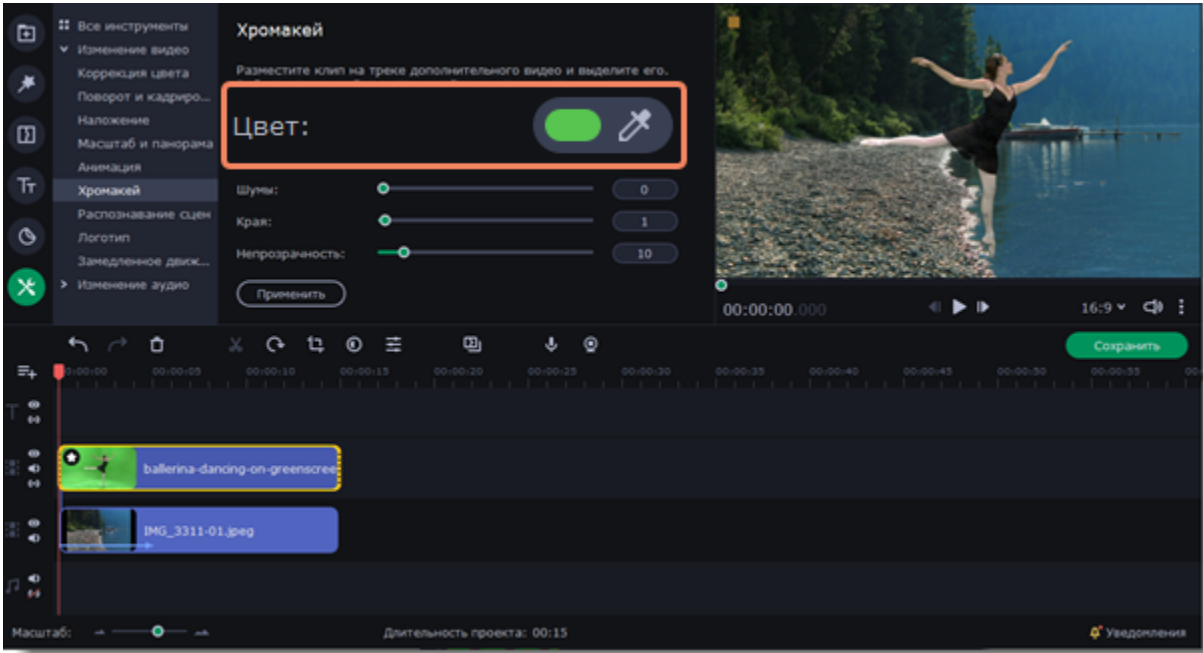 Все инструменты
Изменение видео
Коррекция цвета
Поворот и кадриро...
Наложение
Масштаб и панорама
Анимация
Хромакей
Распознавание сцен
Логотип
Замедленное движ...
Изменение аудио
Хромакей
Разместите клип на треке дополнительного видео и выделите его.
Цвет:
Шумы:
0
Края:
1
Непрозрачность:
10
Применить
00:00:00.000
16:9
Сохранить
0:00:00 00:00:05 00:00:10 00:00:15 00:00:20 00:00:25 00:00:30 00:00:35 00:00:40 00:00:45 00:00:50 00:00:55 00:
ballerina-dancing-on-greenscree
IMG_3311-01.jpeg
Масштаб:
Длительность проекта: 00:15
Уведомления